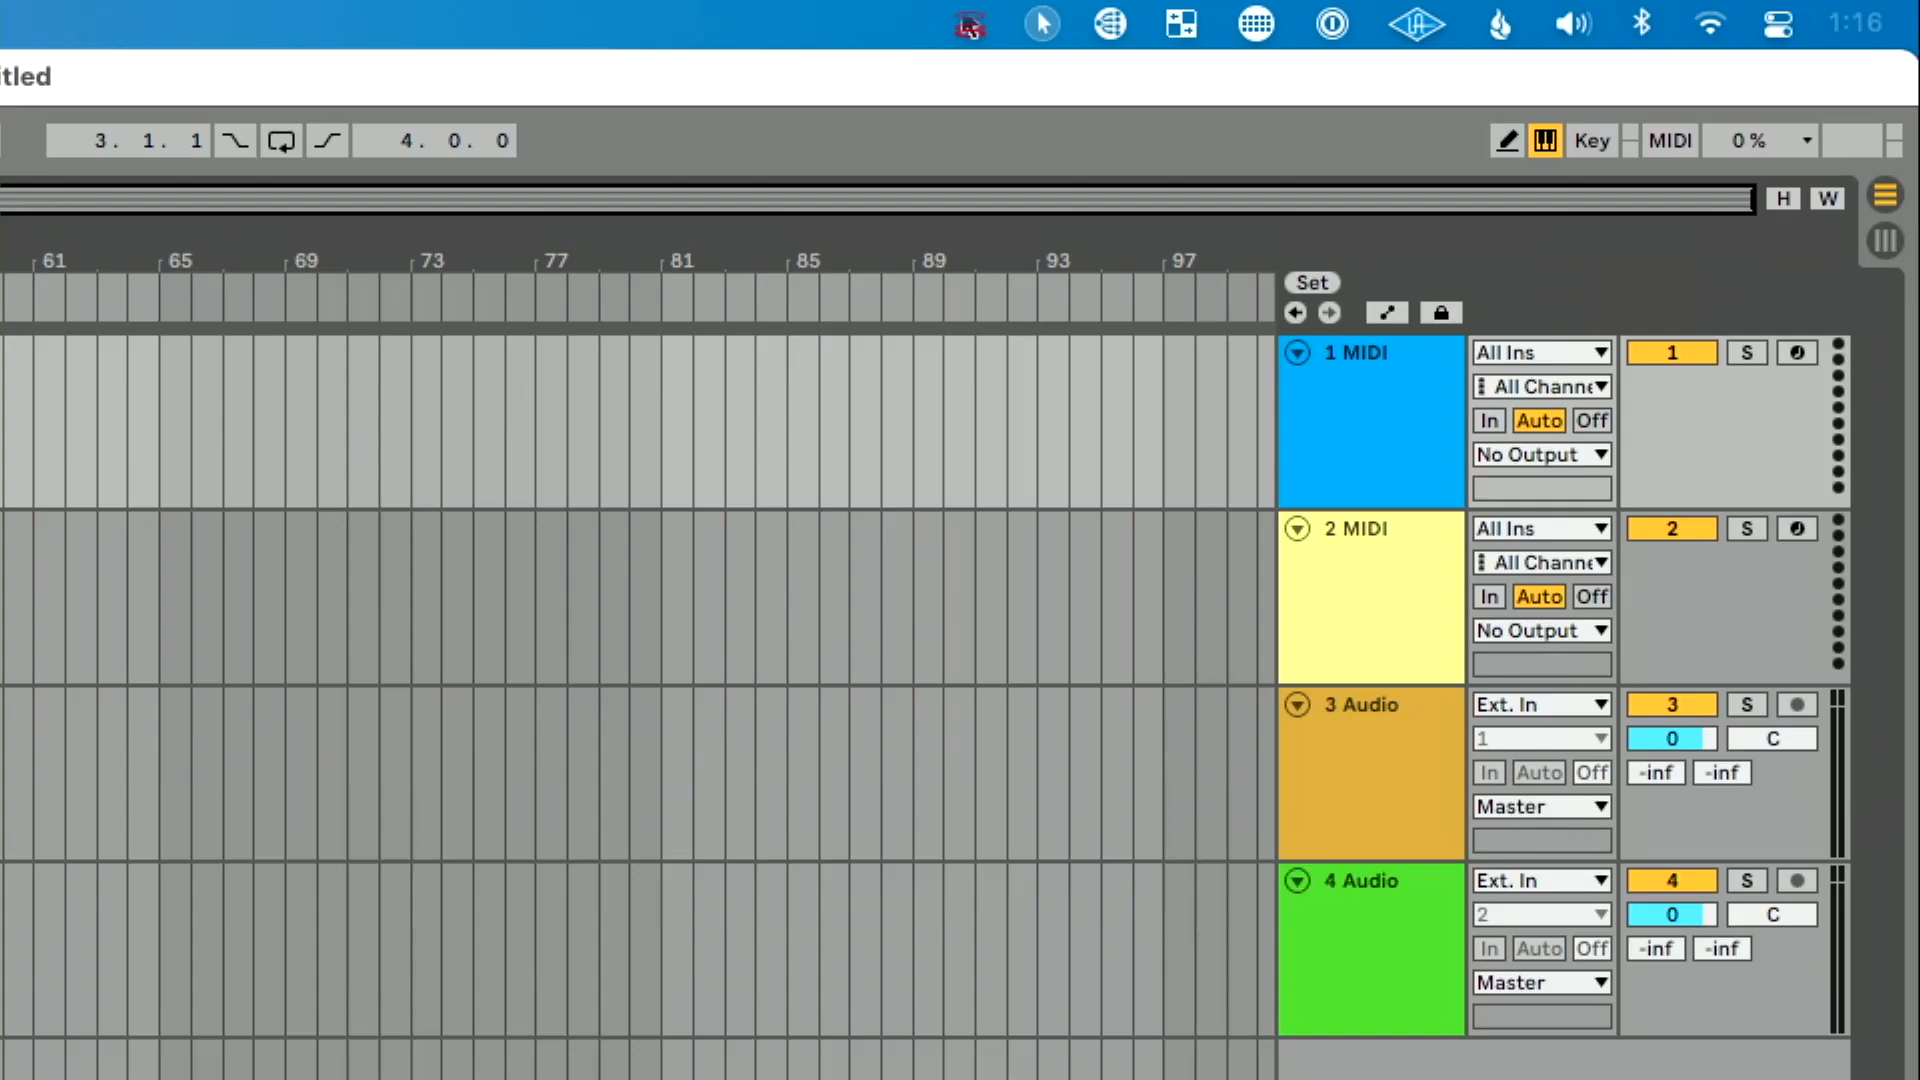 1:16
itled
3. 1. 1
4. 0. 0
Key
MIDI
0 %
H
W
61 65 69 73 77 81 85 89 93 97
Set
1 MIDI
All Ins
1
S
All Channe
In Auto Off
No Output
2 MIDI
All Ins
2
S
All Channe
In Auto Off
No Output
3 Audio
Ext. In
3
S
1
0
C
In Auto Off
-inf -inf
Master
4 Audio
Ext. In
4
S
2
0
C
In Auto Off
-inf -inf
Master